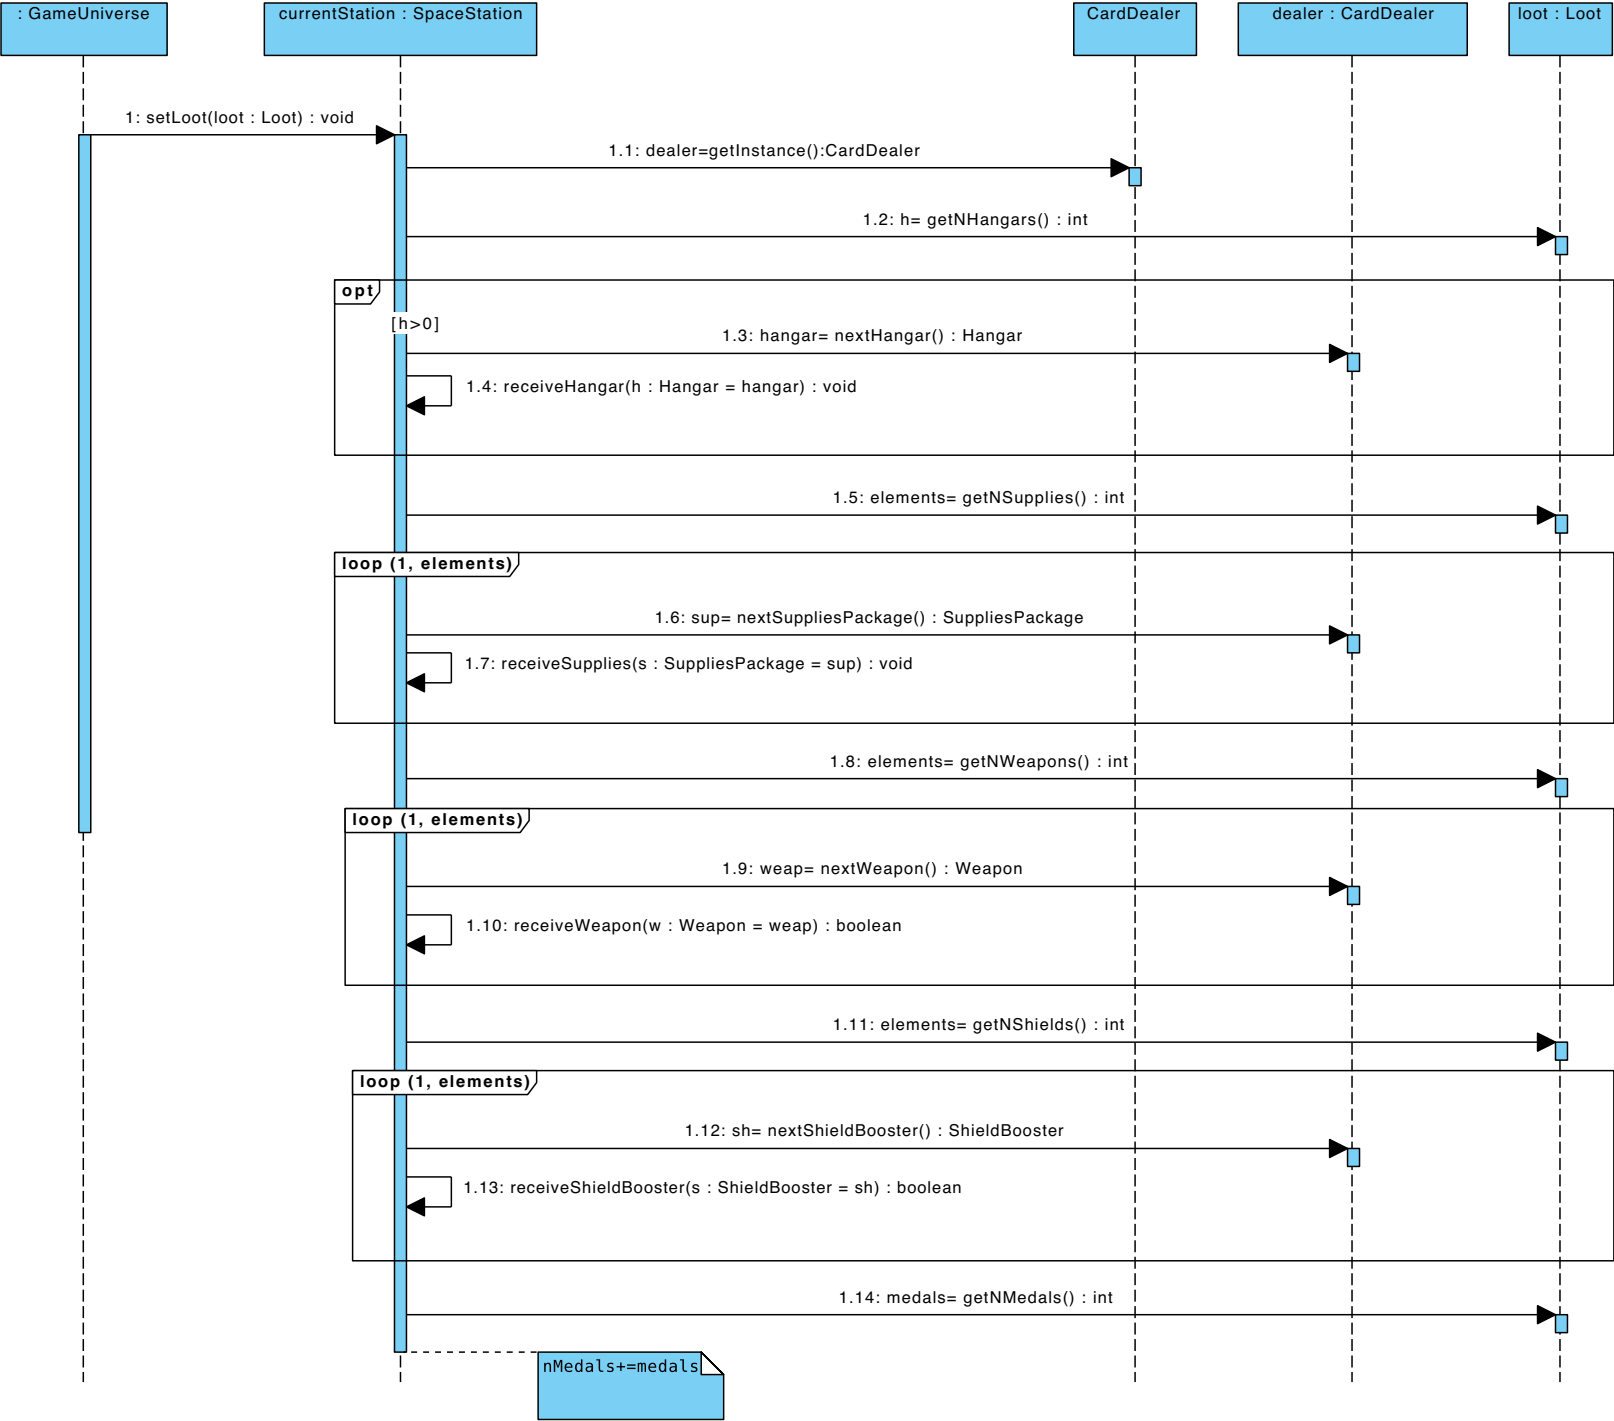 : GameUniverse
currentStation : SpaceStation
CardDealer
dealer : CardDealer
loot : Loot
1: setLoot(loot : Loot) : void
1.1: dealer=getInstance():CardDealer
1.2: h= getNHangars() : int
opt
[h>0]
1.3: hangar= nextHangar() : Hangar
1.4: receiveHangar(h : Hangar = hangar) : void
1.5: elements= getNSupplies() : int
loop (1, elements)
1.6: sup= nextSuppliesPackage() : SuppliesPackage
1.7: receiveSupplies(s : SuppliesPackage = sup) : void
1.8: elements= getNWeapons() : int
loop (1, elements)
1.9: weap= nextWeapon() : Weapon
1.10: receiveWeapon(w : Weapon = weap) : boolean
1.11: elements= getNShields() : int
loop (1, elements)
1.12: sh= nextShieldBooster() : ShieldBooster
1.13: receiveShieldBooster(s : ShieldBooster = sh) : boolean
1.14: medals= getNMedals() : int
nMedals+=medals